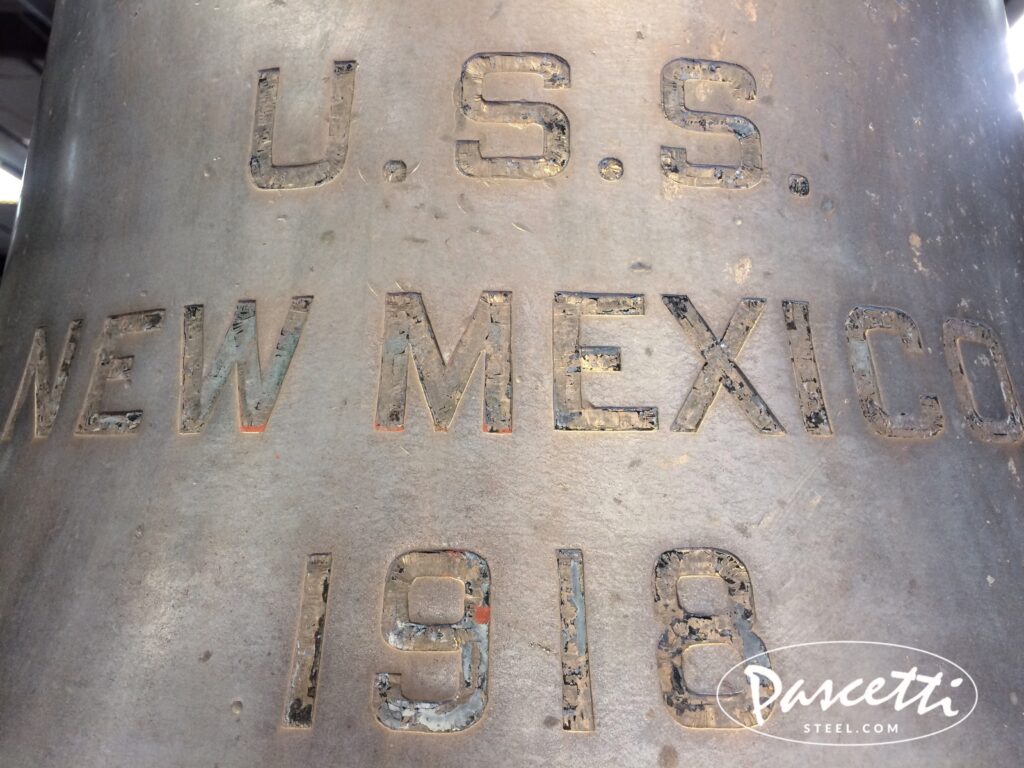 U.S.S.
NEW MEXICO
1918
Pascetti
STEEL.COM